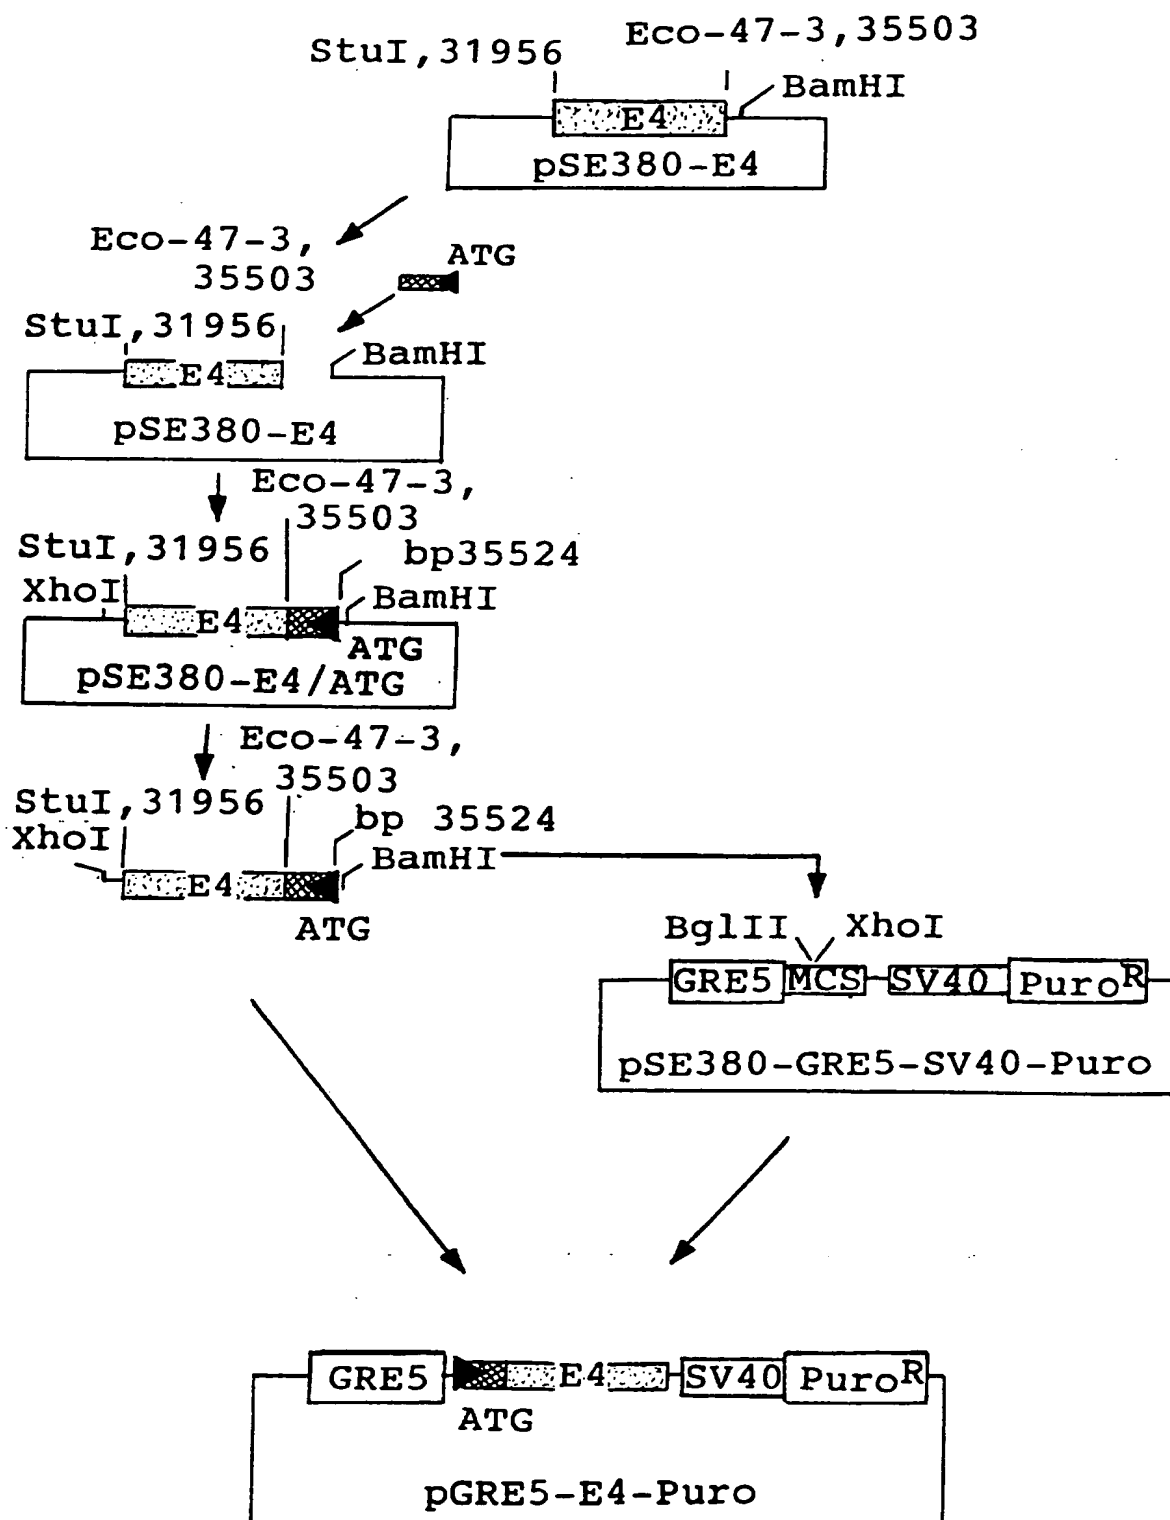 StuI,31956
Eco-47-3,35503
BamHI
E4
pSE380-E4
Eco-47-3,
35503
ATG
StuI,31956
BamHI
E4
pSE380-E4
Eco-47-3,
35503
StuI,31956
bp35524
XhoI
BamHI
E4
ATG
pSE380-E4/ATG
Eco-47-3,
35503
StuI,31956
bp 35524
XhoI
BamHI
E4
ATG
BglII XhoI
GRE5 MCS SV40 PuroR
pSE380-GRE5-SV40-Puro
GRE5 E4 SV40 PuroR
ATG
pGRE5-E4-Puro